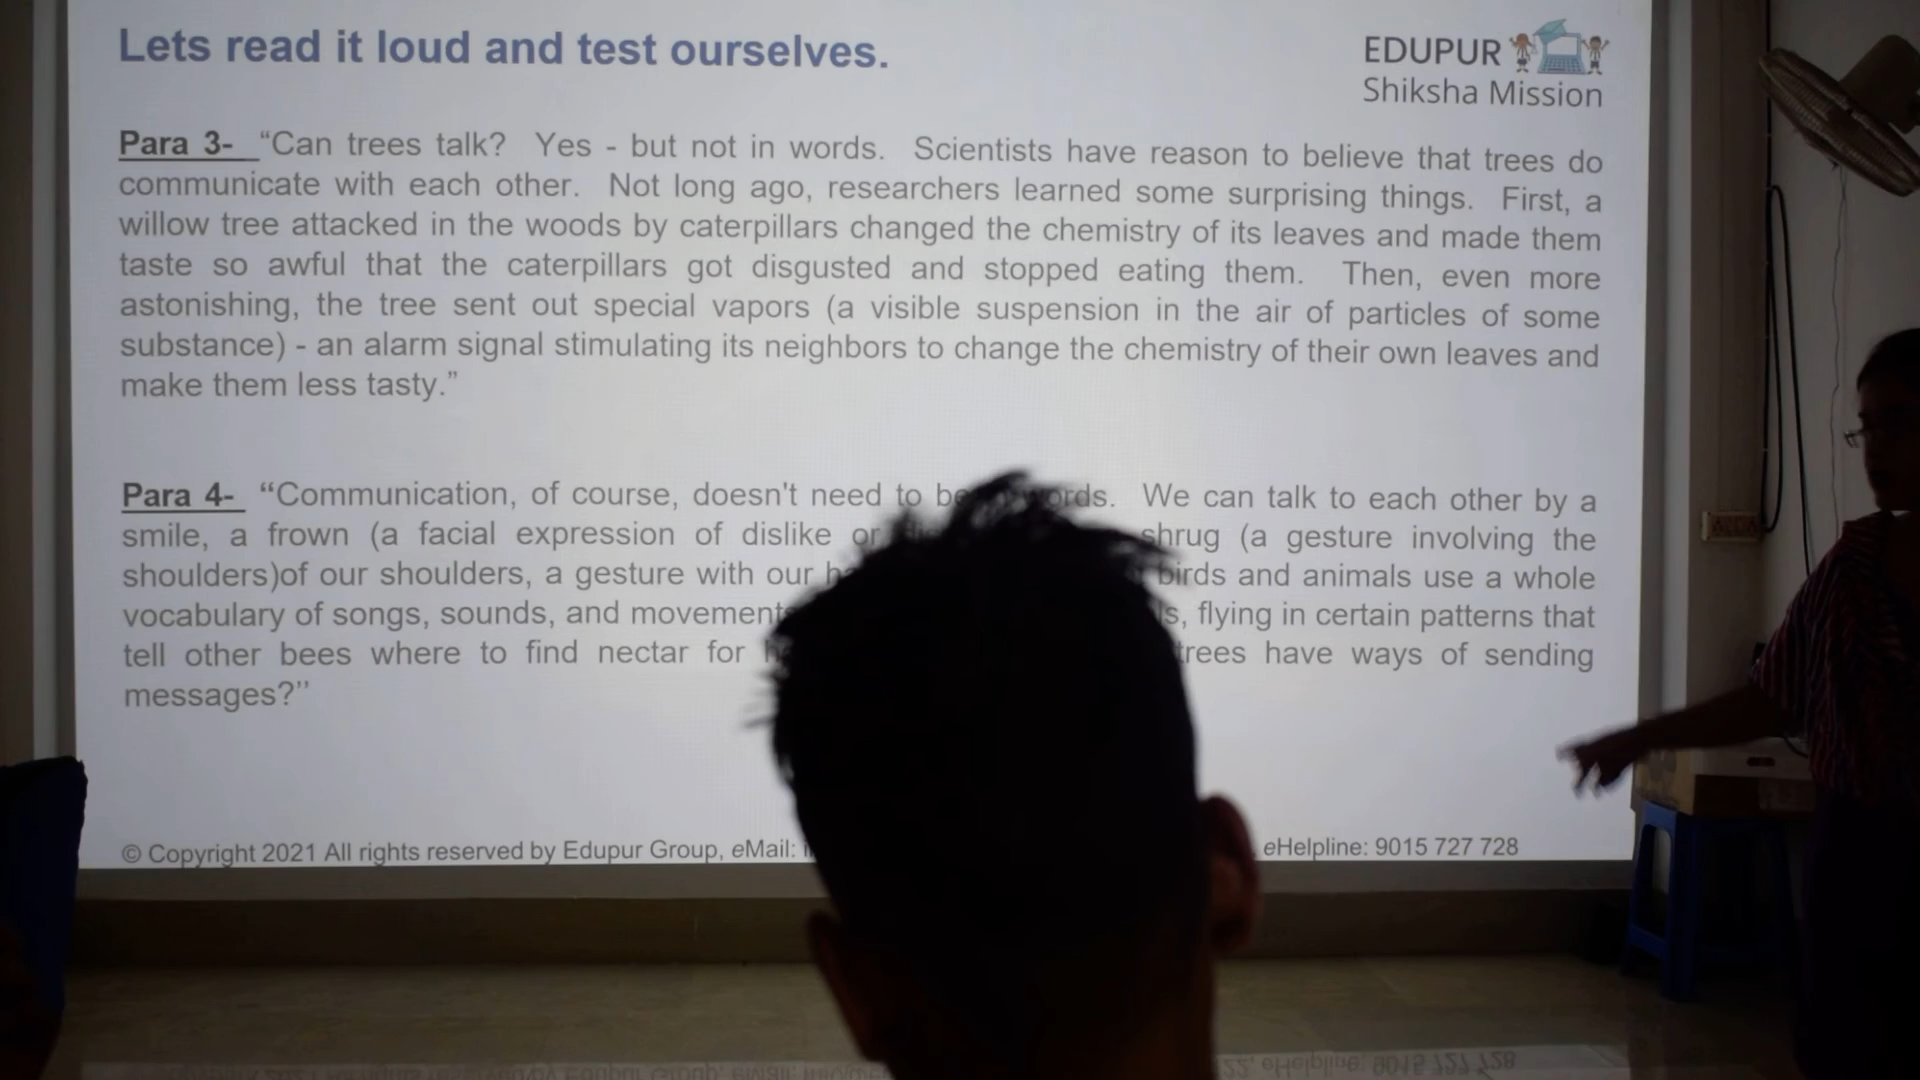 Lets read it loud and test ourselves.
EDUPUR
Shiksha Mission
Para 3- “Can trees talk? Yes - but not in words. Scientists have reason to believe that trees do
communicate with each other. Not long ago, researchers learned some surprising things. First, a
willow tree attacked in the woods by caterpillars changed the chemistry of its leaves and made them
taste so awful that the caterpillars got disgusted and stopped eating them. Then, even more
astonishing, the tree sent out special vapors (a visible suspension in the air of particles of some
substance) - an alarm signal stimulating its neighbors to change the chemistry of their own leaves and
make them less tasty.”
Para 4- “Communication, of course, doesn't need to be words. We can talk to each other by a
smile, a frown (a facial expression of dislike or shrug (a gesture involving the
shoulders)of our shoulders, a gesture with our birds and animals use a whole
vocabulary of songs, sounds, and movements flying in certain patterns that
tell other bees where to find nectar for trees have ways of sending
messages?’’
© Copyright 2021 All rights reserved by Edupur Group, eMail: eHelpline: 9015 727 728